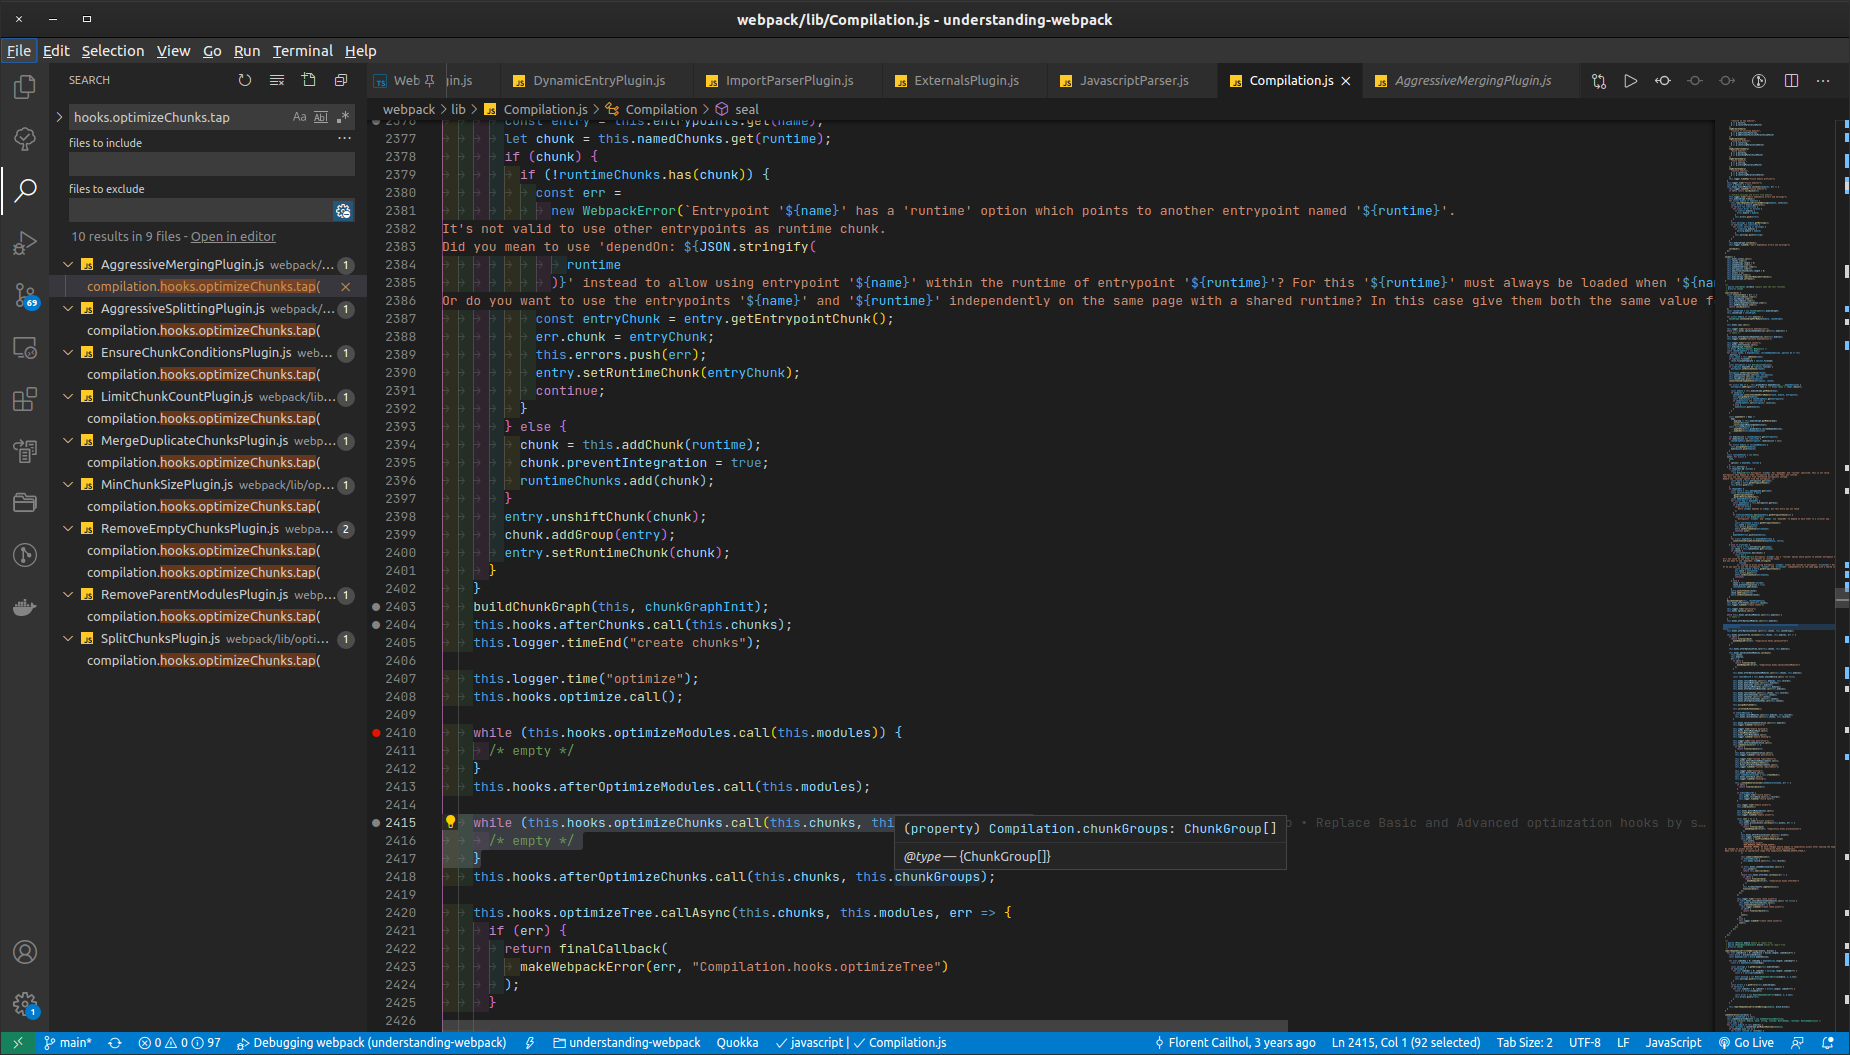 webpack/lib/Compilation.js - understanding-webpack
File Edit Selection View Go Run Terminal Help
SEARCH
hooks.optimizeChunks.tap
files to include
files to exclude
10 results in 9 files - Open in editor
AggressiveMergingPlugin.js webpack/... 1
compilation.hooks.optimizeChunks.tap(
AggressiveSplittingPlugin.js webpack/... 1
compilation.hooks.optimizeChunks.tap(
EnsureChunkConditionsPlugin.js web... 1
compilation.hooks.optimizeChunks.tap(
LimitChunkCountPlugin.js webpack/lib... 1
compilation.hooks.optimizeChunks.tap(
MergeDuplicateChunksPlugin.js webp... 1
compilation.hooks.optimizeChunks.tap(
MinChunkSizePlugin.js webpack/lib/op... 1
compilation.hooks.optimizeChunks.tap(
RemoveEmptyChunksPlugin.js webpa... 2
compilation.hooks.optimizeChunks.tap(
compilation.hooks.optimizeChunks.tap(
RemoveParentModulesPlugin.js webp... 1
compilation.hooks.optimizeChunks.tap(
SplitChunksPlugin.js webpack/lib/opti... 1
compilation.hooks.optimizeChunks.tap(
69
1
Web in.js DynamicEntryPlugin.js ImportParserPlugin.js ExternalsPlugin.js JavascriptParser.js Compilation.js AggressiveMergingPlugin.js
webpack > lib > Compilation.js > Compilation > seal
2376 const entry = this.entrypoints.get(name);
2377 let chunk = this.namedChunks.get(runtime);
2378 if (chunk) {
2379 if (!runtimeChunks.has(chunk)) {
2380 const err =
2381 new WebpackError(`Entrypoint '${name}' has a 'runtime' option which points to another entrypoint named '${runtime}'.
2382 It's not valid to use other entrypoints as runtime chunk.
2383 Did you mean to use 'dependOn: ${JSON.stringify(
2384 runtime
2385 )}' instead to allow using entrypoint '${name}' within the runtime of entrypoint '${runtime}'? For this '${runtime}' must always be loaded when '${na
2386 Or do you want to use the entrypoints '${name}' and '${runtime}' independently on the same page with a shared runtime? In this case give them both the same value f
2387 const entryChunk = entry.getEntrypointChunk();
2388 err.chunk = entryChunk;
2389 this.errors.push(err);
2390 entry.setRuntimeChunk(entryChunk);
2391 continue;
2392 }
2393 } else {
2394 chunk = this.addChunk(runtime);
2395 chunk.preventIntegration = true;
2396 runtimeChunks.add(chunk);
2397 }
2398 entry.unshiftChunk(chunk);
2399 chunk.addGroup(entry);
2400 entry.setRuntimeChunk(chunk);
2401 }
2402 }
2403 buildChunkGraph(this, chunkGraphInit);
2404 this.hooks.afterChunks.call(this.chunks);
2405 this.logger.timeEnd("create chunks");
2406
2407 this.logger.time("optimize");
2408 this.hooks.optimize.call();
2409
2410 while (this.hooks.optimizeModules.call(this.modules)) {
2411 /* empty */
2412 }
2413 this.hooks.afterOptimizeModules.call(this.modules);
2414
2415 while (this.hooks.optimizeChunks.call(this.chunks, thi • Replace Basic and Advanced optimzation hooks by s...
(property) Compilation.chunkGroups: ChunkGroup[]
@type — {ChunkGroup[]}
2416 /* empty */
2417 }
2418 this.hooks.afterOptimizeChunks.call(this.chunks, this.chunkGroups);
2419
2420 this.hooks.optimizeTree.callAsync(this.chunks, this.modules, err => {
2421 if (err) {
2422 return finalCallback(
2423 makeWebpackError(err, "Compilation.hooks.optimizeTree")
2424 );
2425 }
2426
main* 0 0 97 Debugging webpack (understanding-webpack) understanding-webpack Quokka javascript | Compilation.js Florent Cailhol, 3 years ago Ln 2415, Col 1 (92 selected) Tab Size: 2 UTF-8 LF JavaScript Go Live